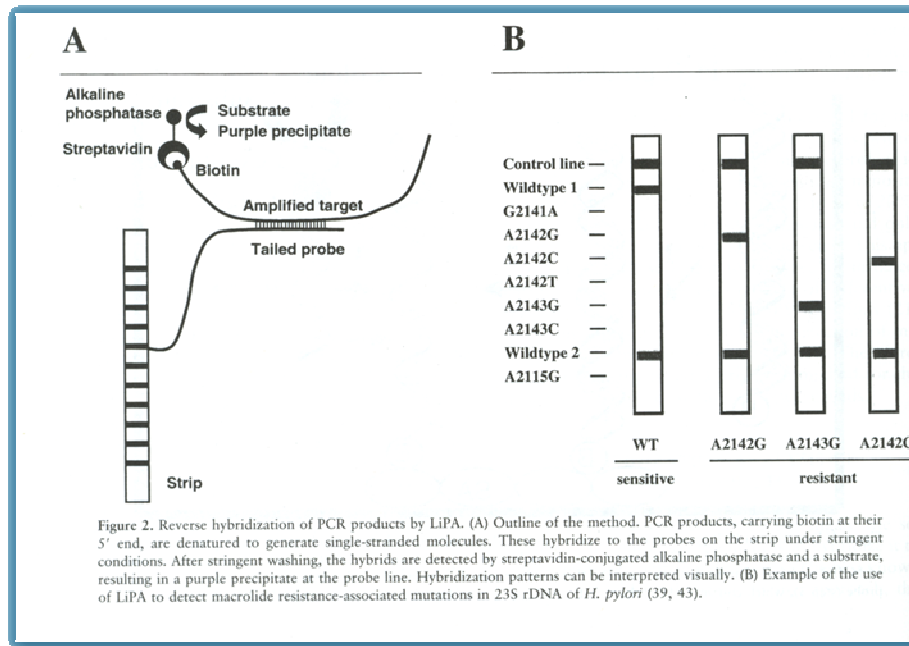 A
B
Alkaline
phosphatase
Substrate
Purple precipitate
Streptavidin
Biotin
Amplified target
Tailed probe
Strip
Control line
Wildtype 1
G2141A
A2142G
A2142C
A2142T
A2143G
A2143C
Wildtype 2
A2115G
WT A2142G A2143G A2142C
sensitive resistant
Figure 2. Reverse hybridization of PCR products by LiPA. (A) Outline of the method. PCR products, carrying biotin at their
5' end, are denatured to generate single-stranded molecules. These hybridize to the probes on the strip under stringent
conditions. After stringent washing, the hybrids are detected by streptavidin-conjugated alkaline phosphatase and a substrate,
resulting in a purple precipitate at the probe line. Hybridization patterns can be interpreted visually. (B) Example of the use
of LiPA to detect macrolide resistance-associated mutations in 23S rDNA of H. pylori (39, 43).